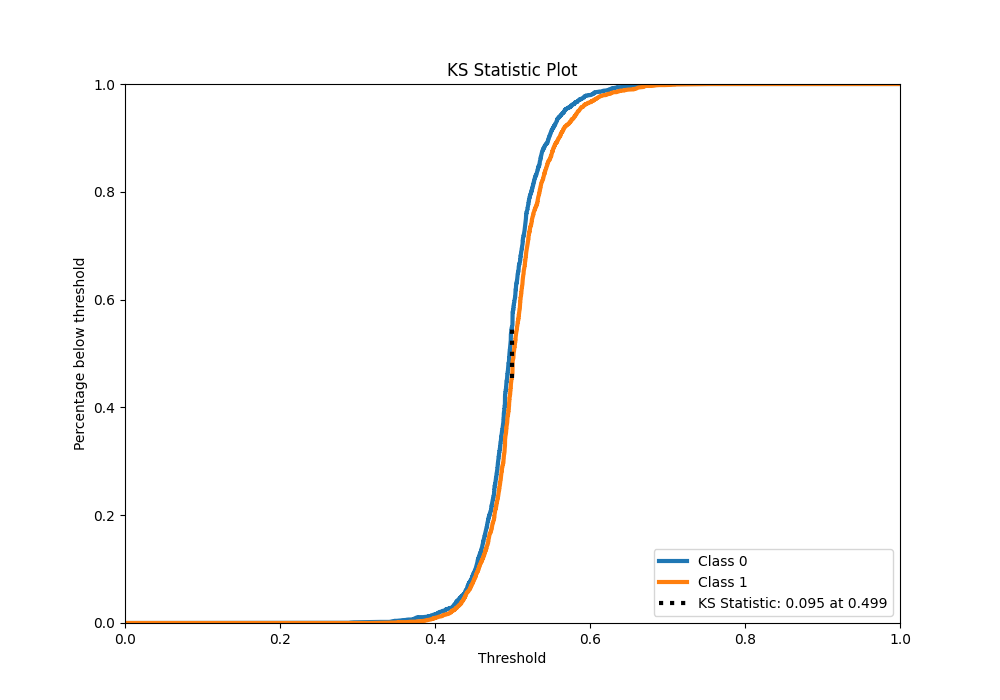 KS Statistic Plot
1.0
0.8
0.6
0.4
0.2
0.0
Percentage below threshold
0.0 0.2 0.4 0.6 0.8 1.0
Threshold
Class 0
Class 1
KS Statistic: 0.095 at 0.499